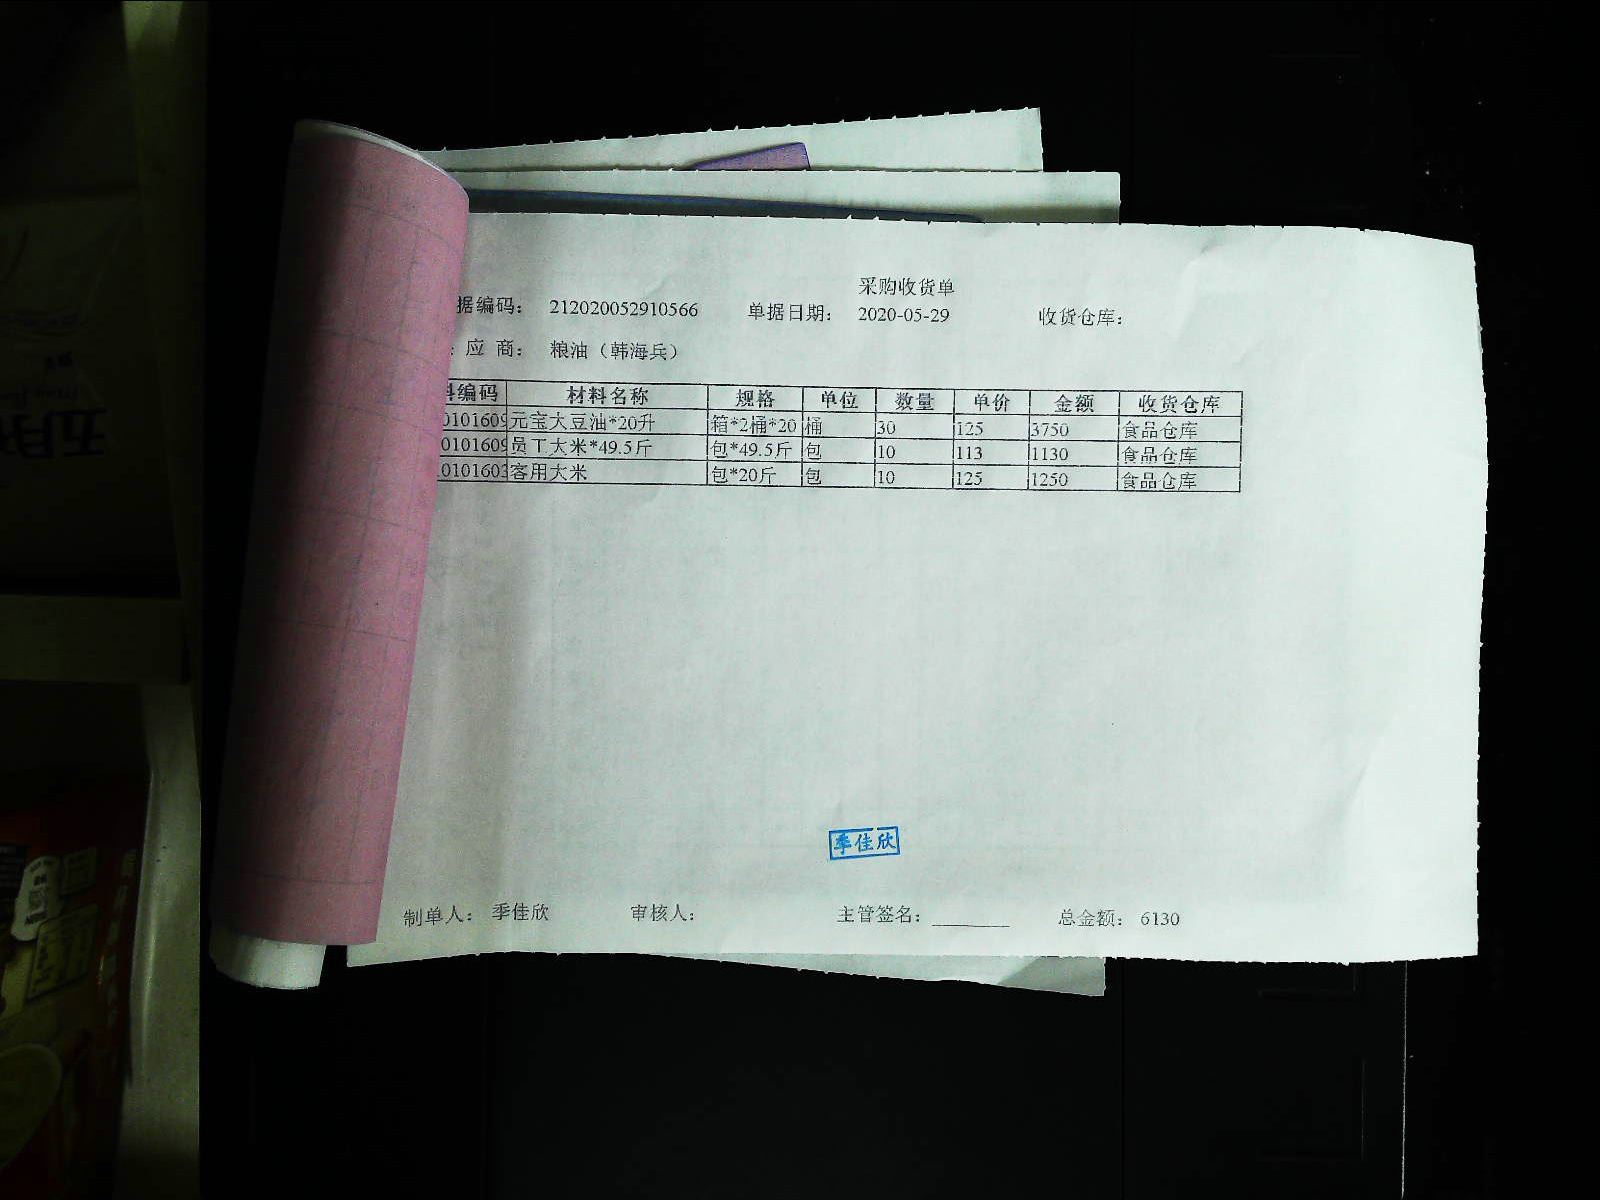 采购收货单
据编码： 212020052910566 单据日期： 2020-05-29 收货仓库：
应 商： 粮油（韩海兵）
料编码 材料名称 规格 单位 数量 单价 金额 收货仓库
0101609 元宝大豆油*20升 箱*2桶*20 桶 30 125 3750 食品仓库
0101609 员工大米*49.5斤 包*49.5斤 包 10 113 1130 食品仓库
0101603 客用大米 包*20斤 包 10 125 1250 食品仓库
季佳欣
制单人： 季佳欣 审核人： 主管签名： 总金额： 6130